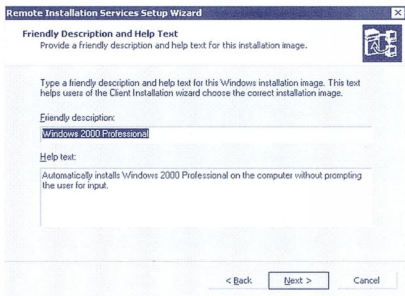 Remote Installation Services Setup Wizard
Friendly Description and Help Text
Provide a friendly description and help text for this installation image.
Type a friendly description and help text for this Windows installation image. This text
helps users of the Client Installation wizard choose the correct installation image.
Friendly description:
Windows 2000 Professional
Help text:
Automatically installs Windows 2000 Professional on the computer without prompting
the user for input.
< Back Next > Cancel